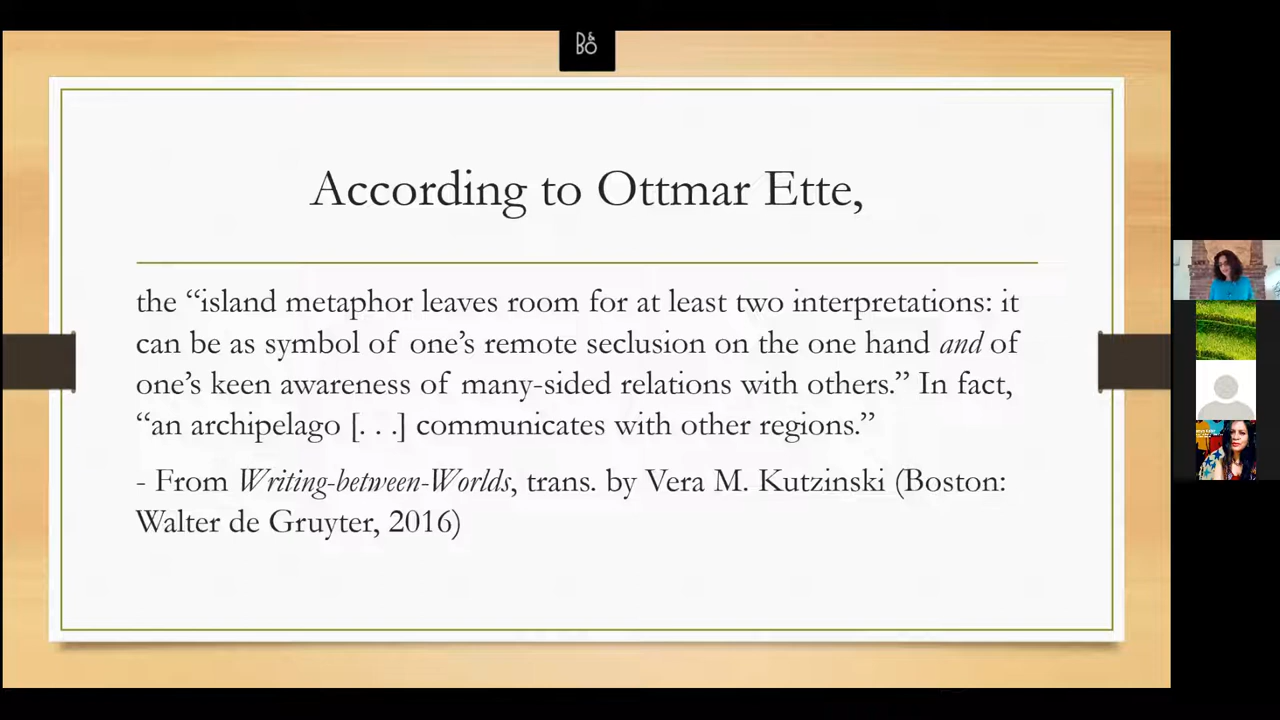 B&O
According to Ottmar Ette,
the “island metaphor leaves room for at least two interpretations: it
can be as symbol of one’s remote seclusion on the one hand and of
one’s keen awareness of many-sided relations with others.” In fact,
“an archipelago [. . .] communicates with other regions.”
- From Writing-between-Worlds, trans. by Vera M. Kutzinski (Boston:
Walter de Gruyter, 2016)